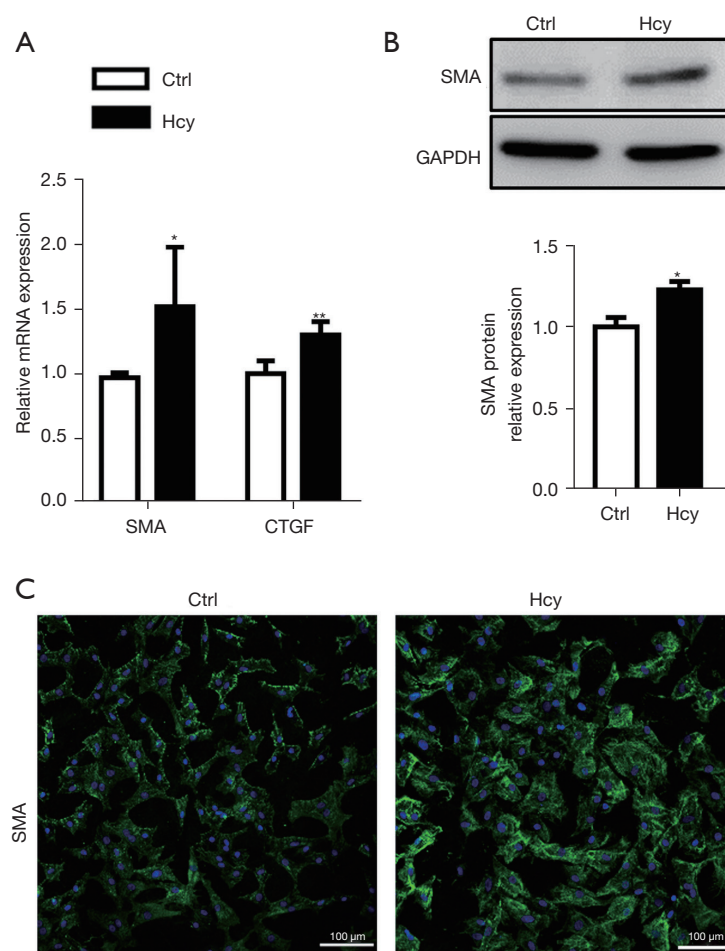 A
Ctrl
Hcy
Relative mRNA expression
2.5
2.0
1.5
1.0
0.5
0.0
*
**
SMA
CTGF
B
Ctrl Hcy
SMA
GAPDH
SMA protein
relative expression
1.5
1.0
0.5
0.0
*
Ctrl Hcy
C
Ctrl Hcy
SMA
100 µm
100 µm